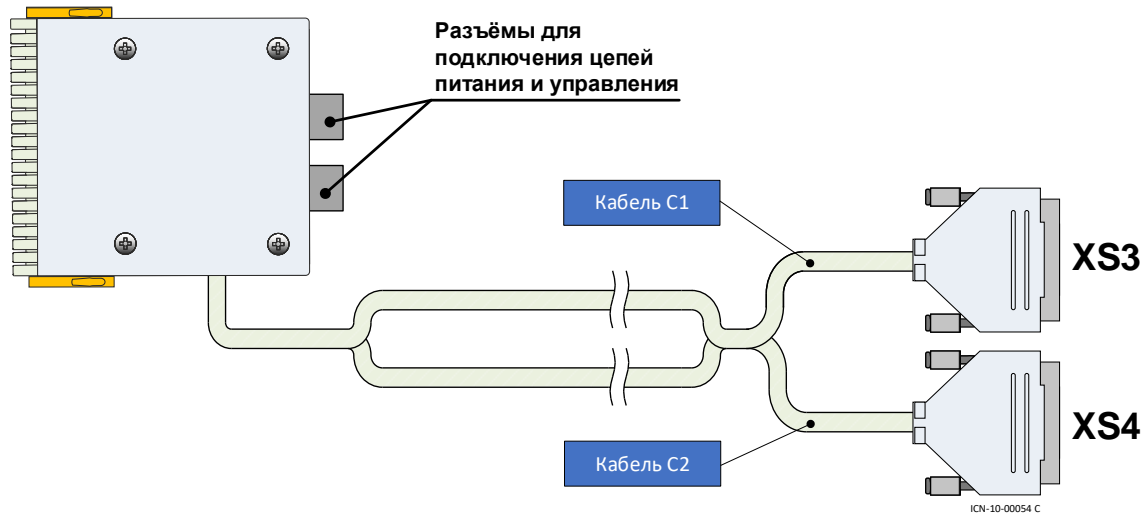 Разъёмы для
подключения цепей
питания и управления
Кабель С1
XS3
XS4
Кабель С2
ICN-10-00054 C